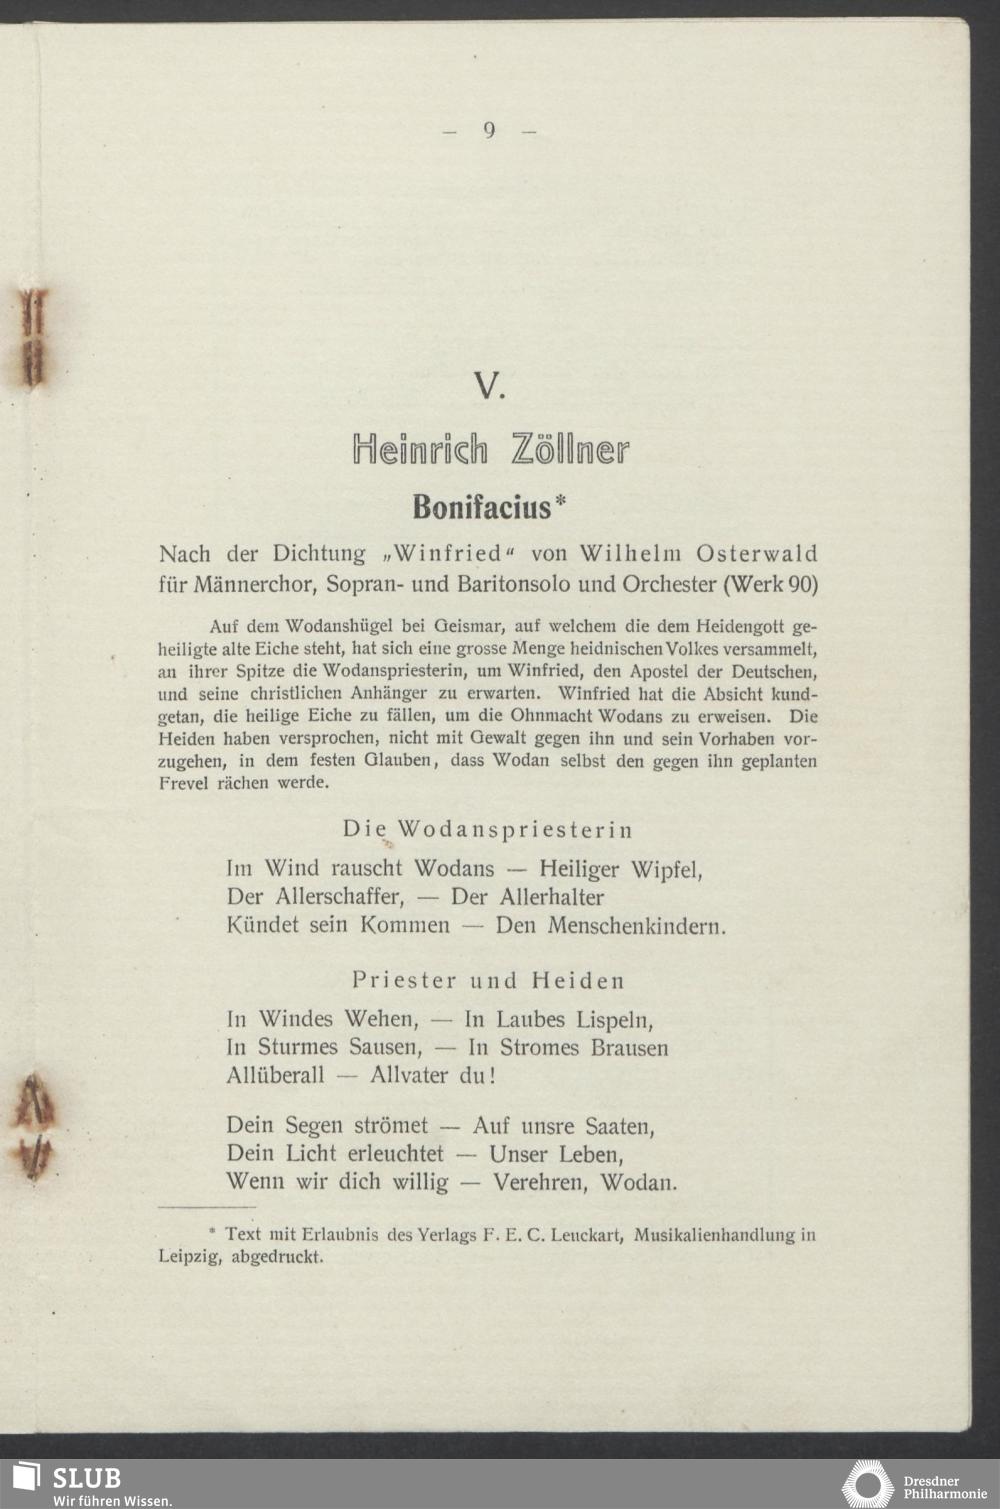 — 9 —
V.
Heinrich Zöllner
Bonifacius*
Nach der Dichtung „Winfried“ von Wilhelm Osterwald
für Männerchor, Sopran- und Baritonsolo und Orchester (Werk 90)
Auf dem Wodanshügel bei Geismar, auf welchem die dem Heidengott ge-
heiligte alte Eiche steht, hat sich eine grosse Menge heidnischen Volkes versammelt,
an ihrer Spitze die Wodanspriesterin, um Winfried, den Apostel der Deutschen,
und seine christlichen Anhänger zu erwarten. Winfried hat die Absicht kund-
getan, die heilige Eiche zu fällen, um die Ohnmacht Wodans zu erweisen. Die
Heiden haben versprochen, nicht mit Gewalt gegen ihn und sein Vorhaben vor-
zugehen, in dem festen Glauben, dass Wodan selbst den gegen ihn geplanten
Frevel rächen werde.
Die Wodanspriesterin
Im Wind rauscht Wodans — Heiliger Wipfel,
Der Allerschaffer, — Der Allerhalter
Kündet sein Kommen — Den Menschenkindern.
Priester und Heiden
In Windes Wehen, — In Laubes Lispeln,
In Sturmes Sausen, — In Stromes Brausen
Allüberall — Allvater du!
Dein Segen strömet — Auf unsre Saaten,
Dein Licht erleuchtet — Unser Leben,
Wenn wir dich willig — Verehren, Wodan.
* Text mit Erlaubnis des Yerlags F. E. C. Leuckart, Musikalienhandlung in
Leipzig, abgedruckt.
SLUB
Wir führen Wissen.
Dresdner
Philharmonie